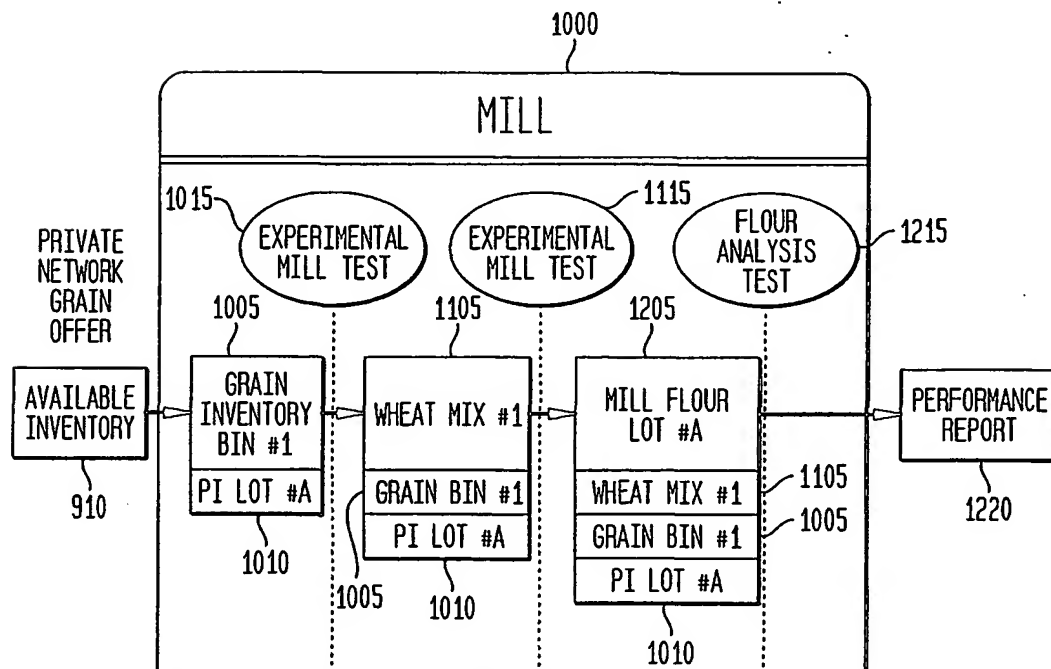 1000
MILL
1015
EXPERIMENTAL
MILL TEST
1115
EXPERIMENTAL
MILL TEST
FLOUR
ANALYSIS
TEST
1215
PRIVATE
NETWORK
GRAIN
OFFER
AVAILABLE
INVENTORY
910
1005
GRAIN
INVENTORY
BIN #1
PI LOT #A
1010
1105
WHEAT MIX #1
GRAIN BIN #1
PI LOT #A
1005
1010
1205
MILL FLOUR
LOT #A
WHEAT MIX #1
1105
GRAIN BIN #1
1005
PI LOT #A
1010
PERFORMANCE
REPORT
1220